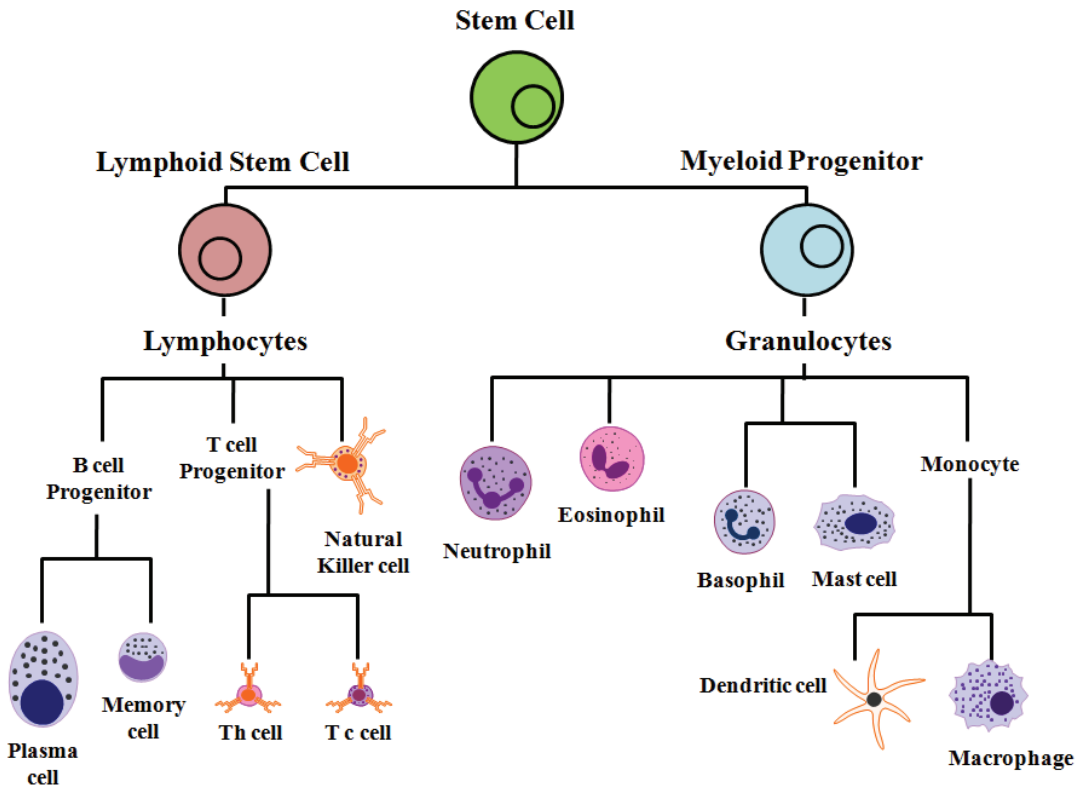 Stem Cell
Lymphoid Stem Cell
Myeloid Progenitor
Lymphocytes
Granulocytes
B cell
Progenitor
T cell
Progenitor
Natural
Killer cell
Neutrophil
Eosinophil
Basophil
Mast cell
Monocyte
Plasma
cell
Memory
cell
Th cell
T c cell
Dendritic cell
Macrophage